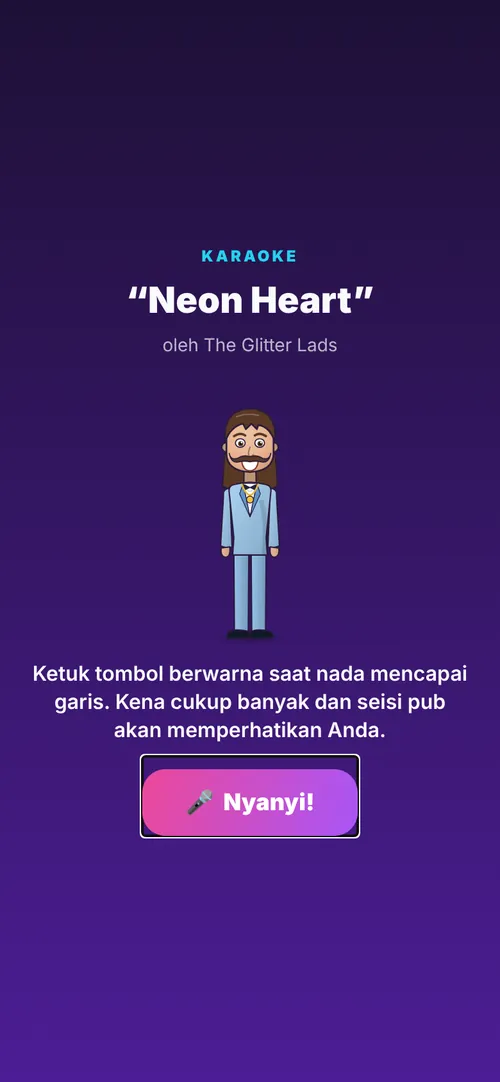 KARAOKE
“Neon Heart”
oleh The Glitter Lads
Ketuk tombol berwarna saat nada mencapai
garis. Kena cukup banyak dan seisi pub
akan memperhatikan Anda.
🎤 Nyanyi!